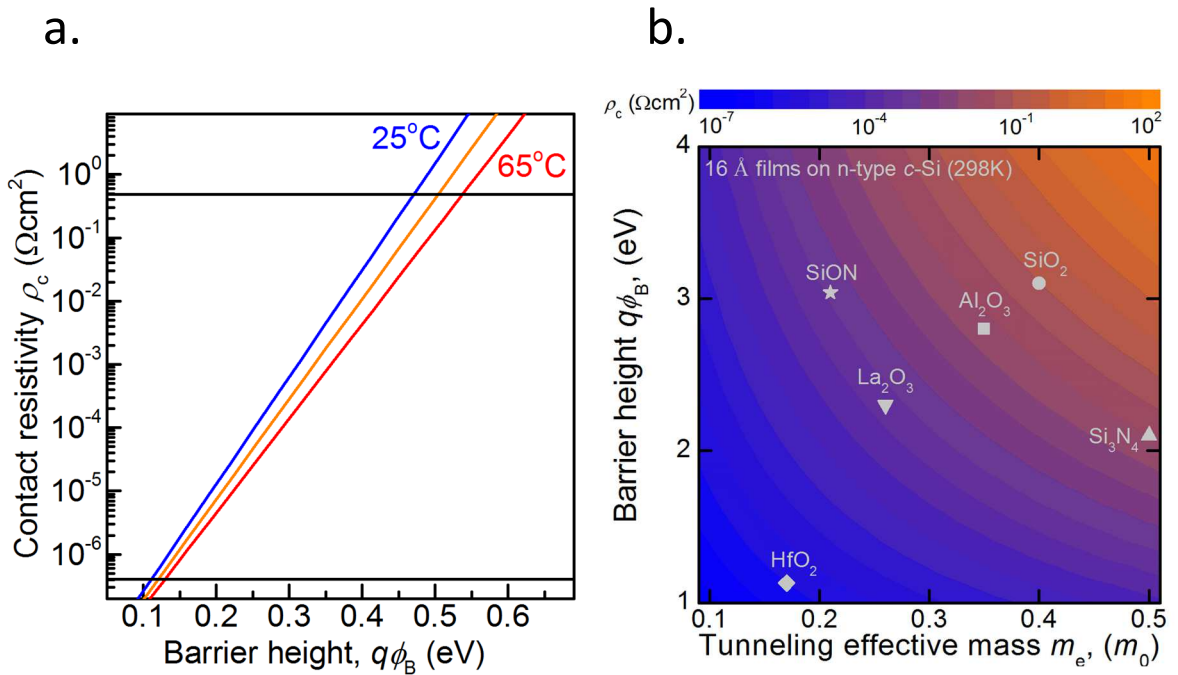 a.
Contact resistivity ρc (Ωcm²)
10⁰
10⁻¹
10⁻²
10⁻³
10⁻⁴
10⁻⁵
10⁻⁶
25°C
65°C
0.1 0.2 0.3 0.4 0.5 0.6
Barrier height, qϕB (eV)
b.
ρc (Ωcm²)
10⁻⁷ 10⁻⁴ 10⁻¹ 10²
16 Å films on n-type c-Si (298K)
Barrier height qϕB, (eV)
4
3
2
1
SiON
SiO₂
Al₂O₃
La₂O₃
Si₃N₄
HfO₂
0.1 0.2 0.3 0.4 0.5
Tunneling effective mass me, (m0)